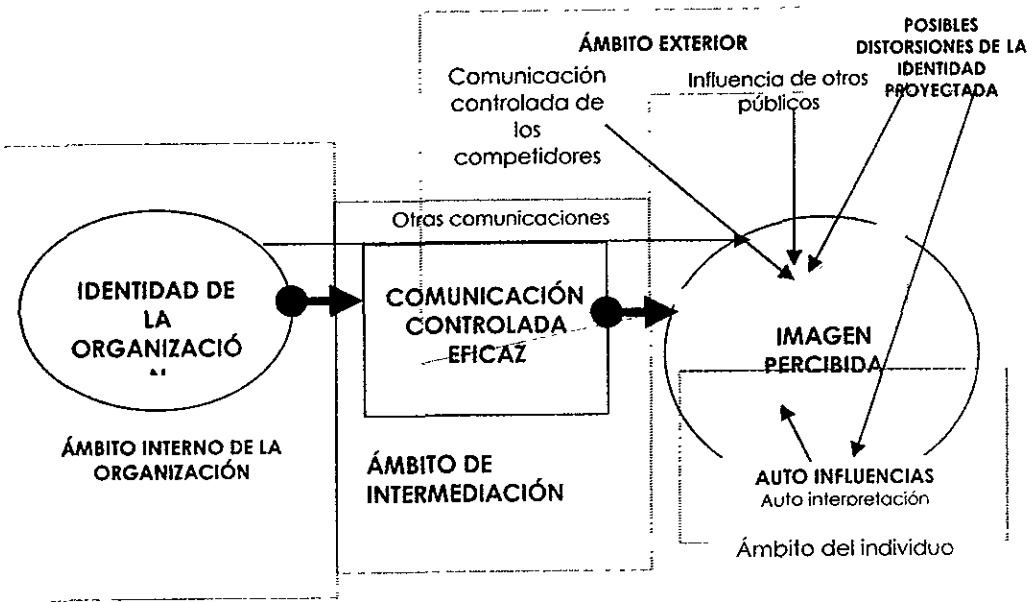 POSIBLES
DISTORSIONES DE LA
IDENTIDAD
PROYECTADA
ÁMBITO EXTERIOR
Comunicación
controlada de
los
competidores
Influencia de otros
públicos
Otras comunicaciones
IDENTIDAD DE
LA
ORGANIZACIÓ
COMUNICACIÓN
CONTROLADA
EFICAZ
IMAGEN
PERCIBIDA
ÁMBITO INTERNO DE LA
ORGANIZACIÓN
ÁMBITO DE
INTERMEDIACIÓN
AUTO INFLUENCIAS
Auto interpretación
Ámbito del individuo